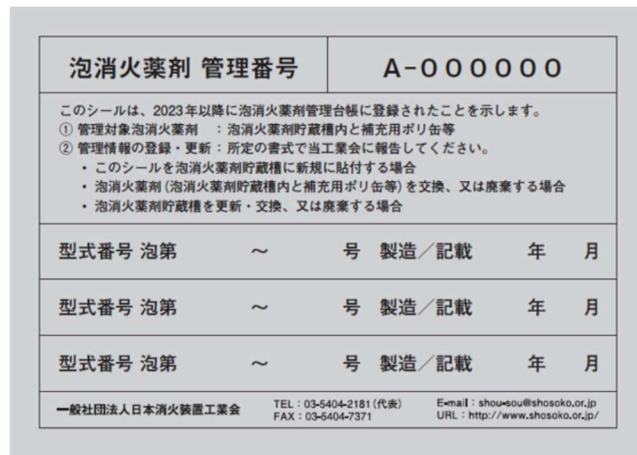 泡消火薬剤 管理番号 A-000000
このシールは、2023年以降に泡消火薬剤管理台帳に登録されたことを示します。
① 管理対象泡消火薬剤 ：泡消火薬剤貯蔵槽内と補充用ポリ缶等
② 管理情報の登録・更新：所定の書式で当工業会に報告してください。
・ このシールを泡消火薬剤貯蔵槽に新規に貼付する場合
・ 泡消火薬剤(泡消火薬剤貯蔵槽内と補充用ポリ缶等)を交換、又は廃棄する場合
・ 泡消火薬剤貯蔵槽を更新・交換、又は廃棄する場合
型式番号 泡第 ～ 号 製造／記載 年 月
型式番号 泡第 ～ 号 製造／記載 年 月
型式番号 泡第 ～ 号 製造／記載 年 月
一般社団法人日本消火装置工業会
TEL：03-5404-2181(代表)
FAX：03-5404-7371
E-mail：shou-sou@shosoko.or.jp
URL：http://www.shosoko.or.jp/